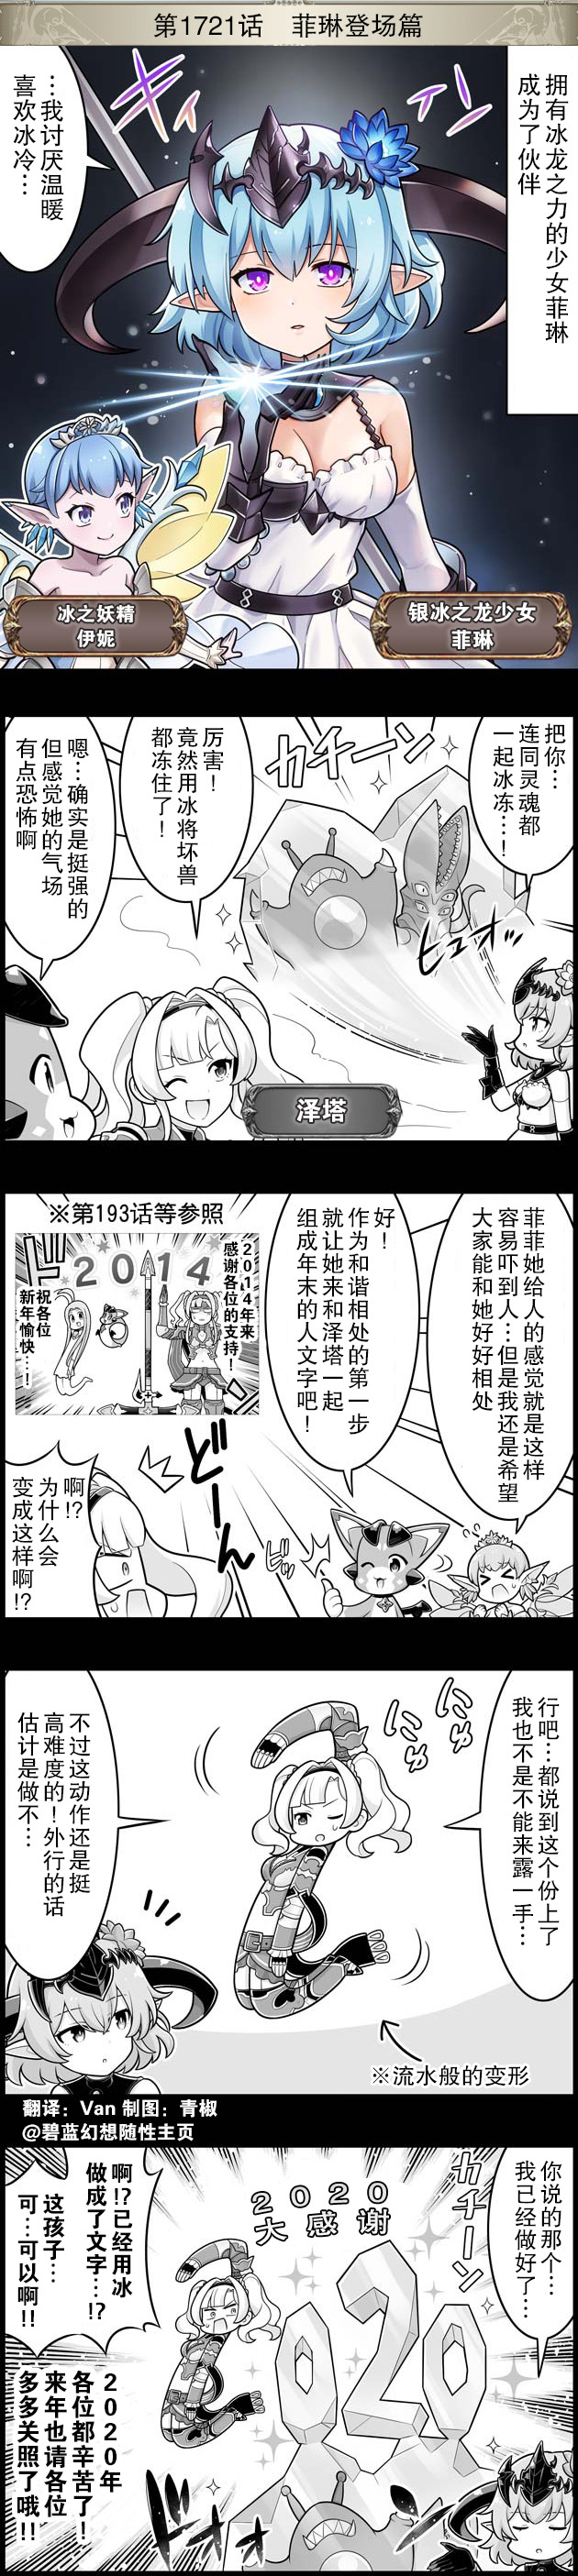 第1721话　菲琳登场篇
拥有冰龙之力的少女菲琳
成为了伙伴
キィン
…我讨厌温暖
喜欢冰冷…
冰之妖精
伊妮
银冰之龙少女
菲琳
把你…
连同灵魂都
一起冰冻…！
カチーン
ヒュオッ
厉害！
竟然用冰将坏兽
都冻住了！
嗯…确实是挺强的
但感觉她的气场
有点恐怖啊
泽塔
菲菲她给人的感觉就是这样
容易吓到人…但是我还是希望
大家能和她好好相处
好！
作为和谐相处的第一步
就让她来和泽塔一起
组成年末的人文字吧！
※第193话等参照
2014
2014年来
感谢各位的支持！
祝各位
新年愉快…！
どーん
啊!?
为什么会
变成这样啊!?
行吧…都说到这个份上了
我也不是不能来露一手…
にゅにゅ
不过这动作还是挺
高难度的！外行的话
估计是做不…
※流水般的变形
翻译：Van 制图：青椒
@碧蓝幻想随性主页
你说的那个…
我已经做好了…
カチーン
2020
大感谢
020
啊!?已经用冰
做成了文字…!?
这孩子…
可…可以啊!!
2020年
各位都辛苦了！
来年也请各位
多多关照了哦!!
ドォォ